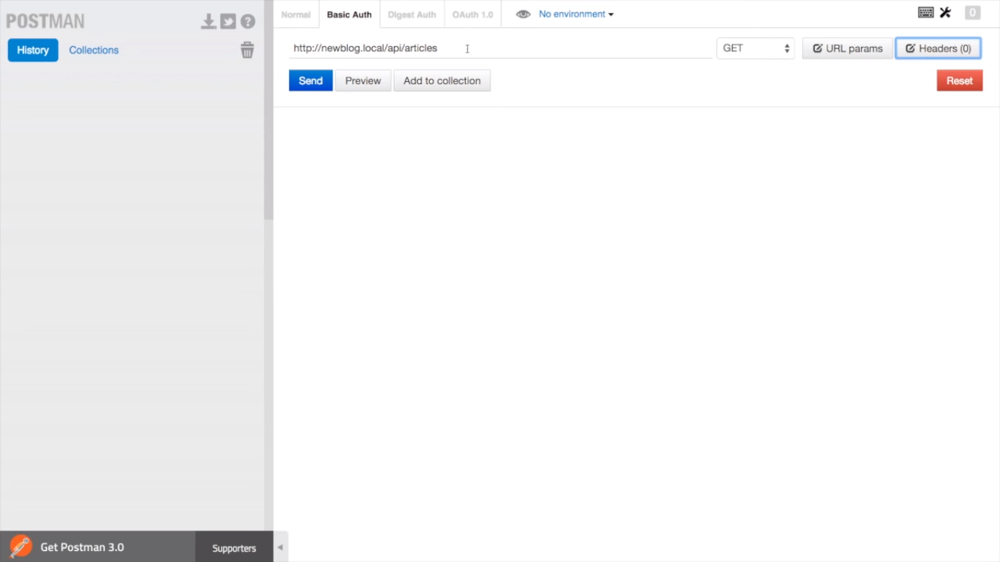 POSTMAN
History
Collections
Normal
Basic Auth
Digest Auth
OAuth 1.0
No environment
0
http://newblog.local/api/articles
GET
URL params
Headers (0)
Send
Preview
Add to collection
Reset
Get Postman 3.0
Supporters